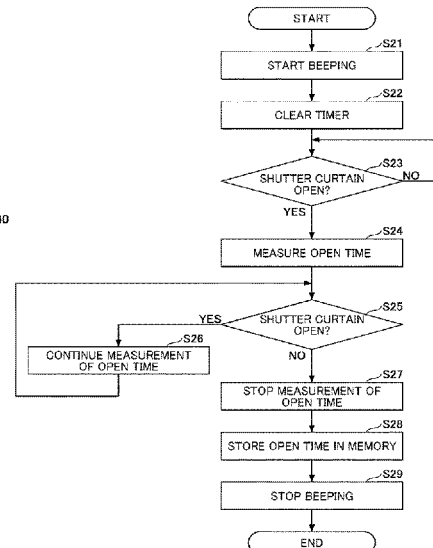 START
S21
START BEEPING
S22
CLEAR TIMER
S23
SHUTTER CURTAIN
OPEN?
NO
YES
S24
MEASURE OPEN TIME
S25
SHUTTER CURTAIN
OPEN?
YES
NO
S26
CONTINUE MEASUREMENT
OF OPEN TIME
S27
STOP MEASUREMENT OF
OPEN TIME
S28
STORE OPEN TIME IN MEMORY
S29
STOP BEEPING
END